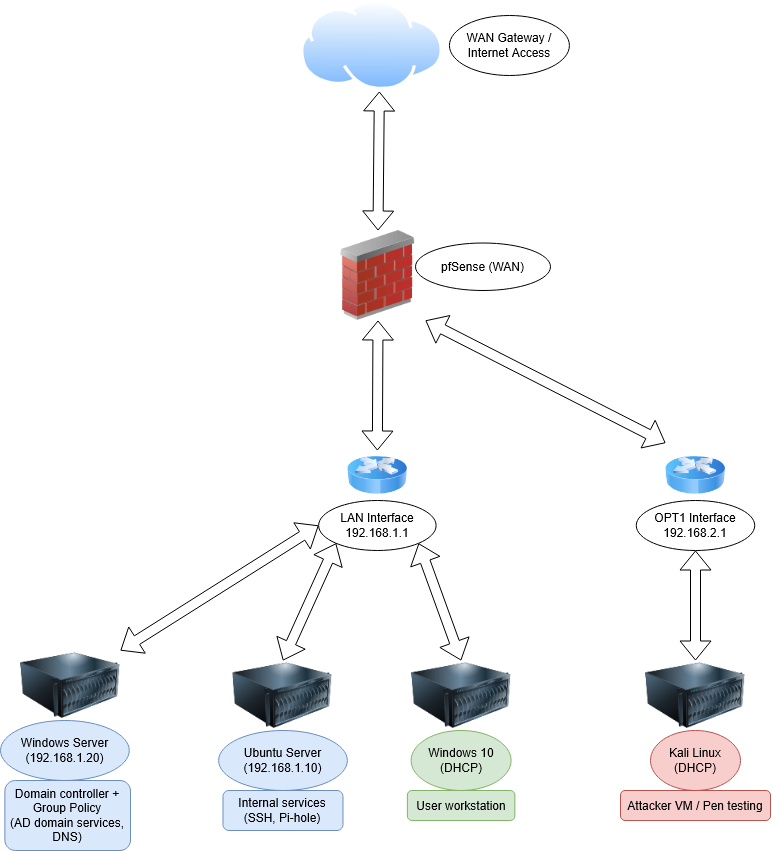 WAN Gateway /
Internet Access
pfSense (WAN)
LAN Interface
192.168.1.1
OPT1 Interface
192.168.2.1
Windows Server
(192.168.1.20)
Domain controller +
Group Policy
(AD domain services,
DNS)
Ubuntu Server
(192.168.1.10)
Internal services
(SSH, Pi-hole)
Windows 10
(DHCP)
User workstation
Kali Linux
(DHCP)
Attacker VM / Pen testing